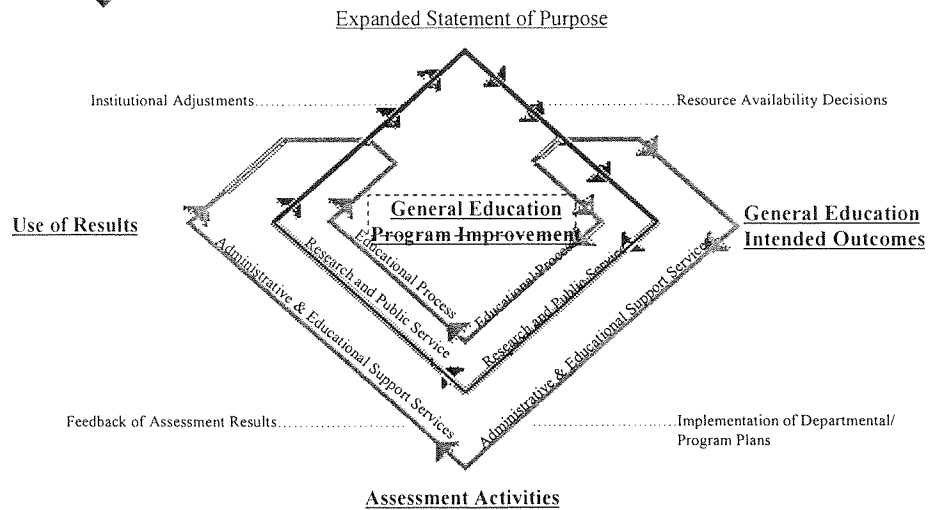 Expanded Statement of Purpose
Institutional Adjustments
Resource Availability Decisions
Use of Results
General Education
Program Improvement
General Education
Intended Outcomes
Educational Process
Educational Process
Research and Public Service
Research and Public Service
Administrative & Educational Support Services
Administrative & Educational Support Services
Feedback of Assessment Results
Implementation of Departmental/
Program Plans
Assessment Activities